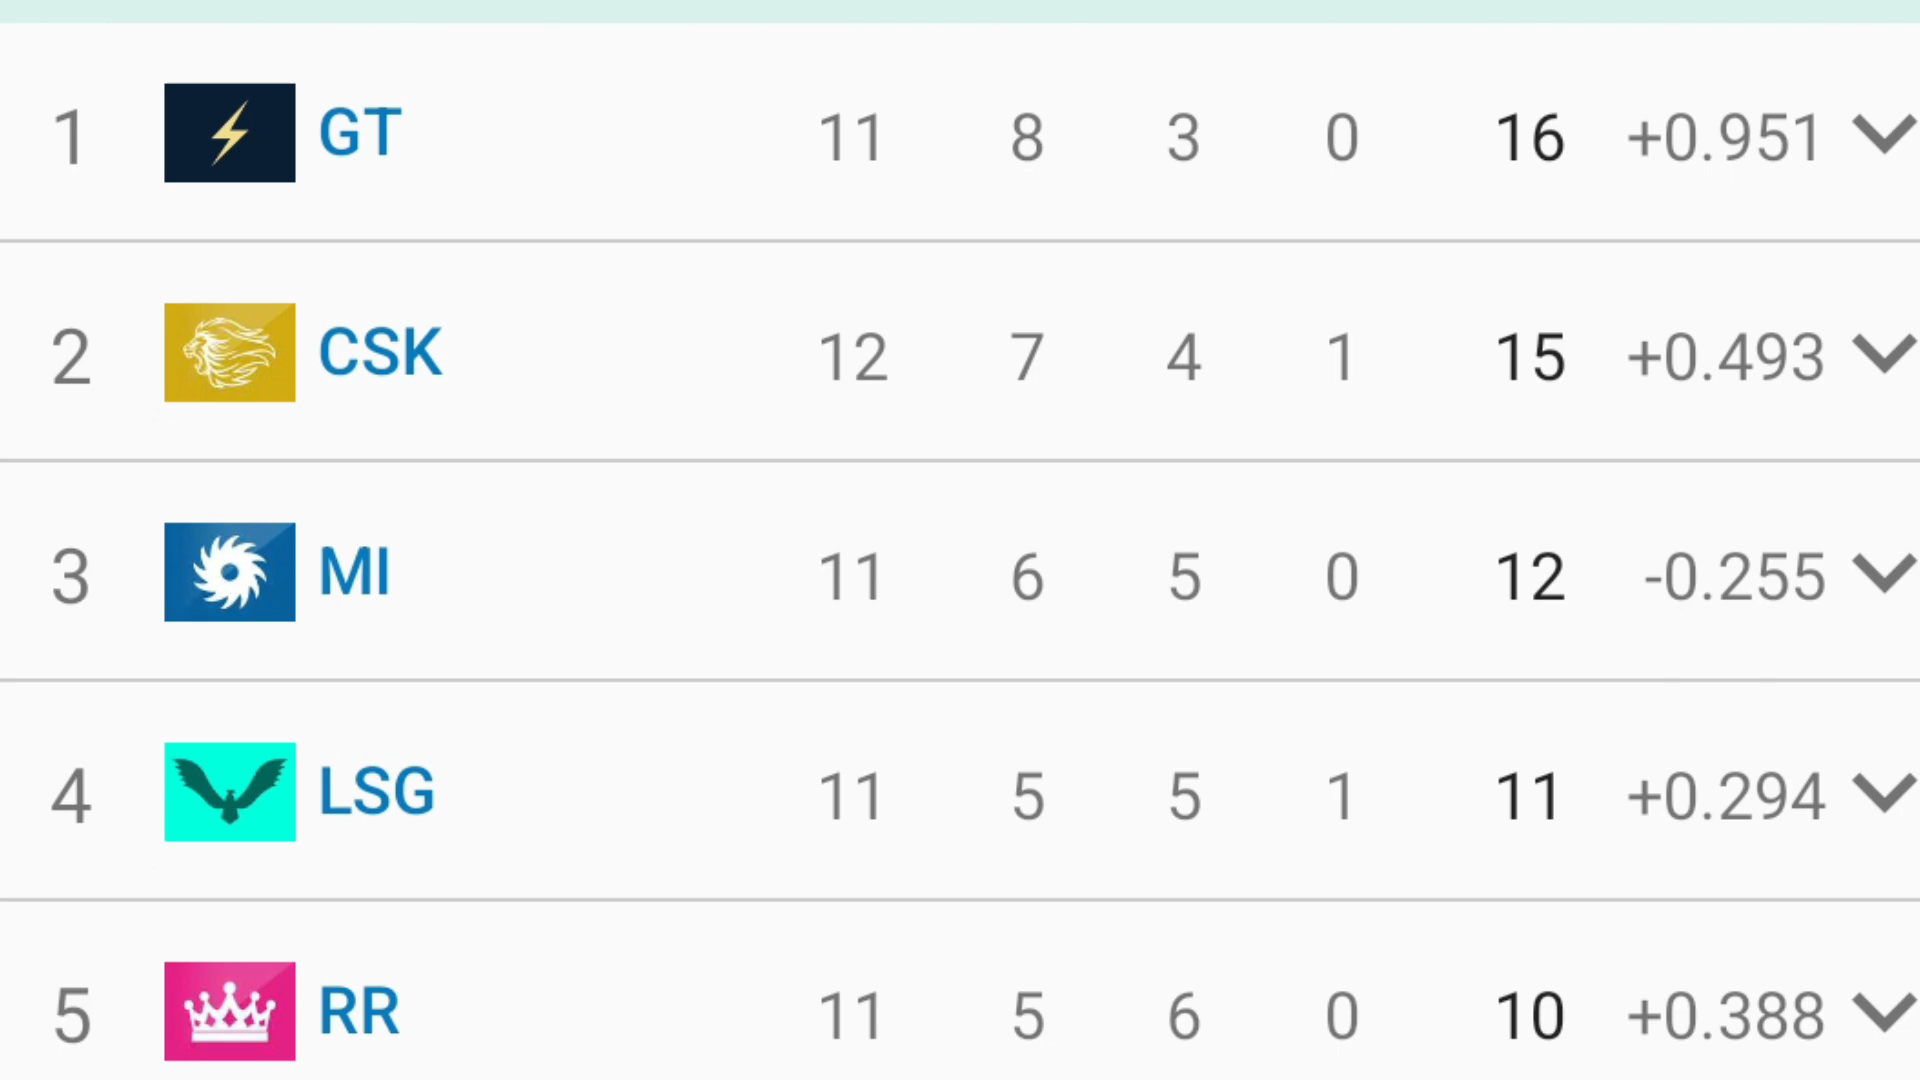 1 GT 11 8 3 0 16 +0.951
2 CSK 12 7 4 1 15 +0.493
3 MI 11 6 5 0 12 -0.255
4 LSG 11 5 5 1 11 +0.294
5 RR 11 5 6 0 10 +0.388